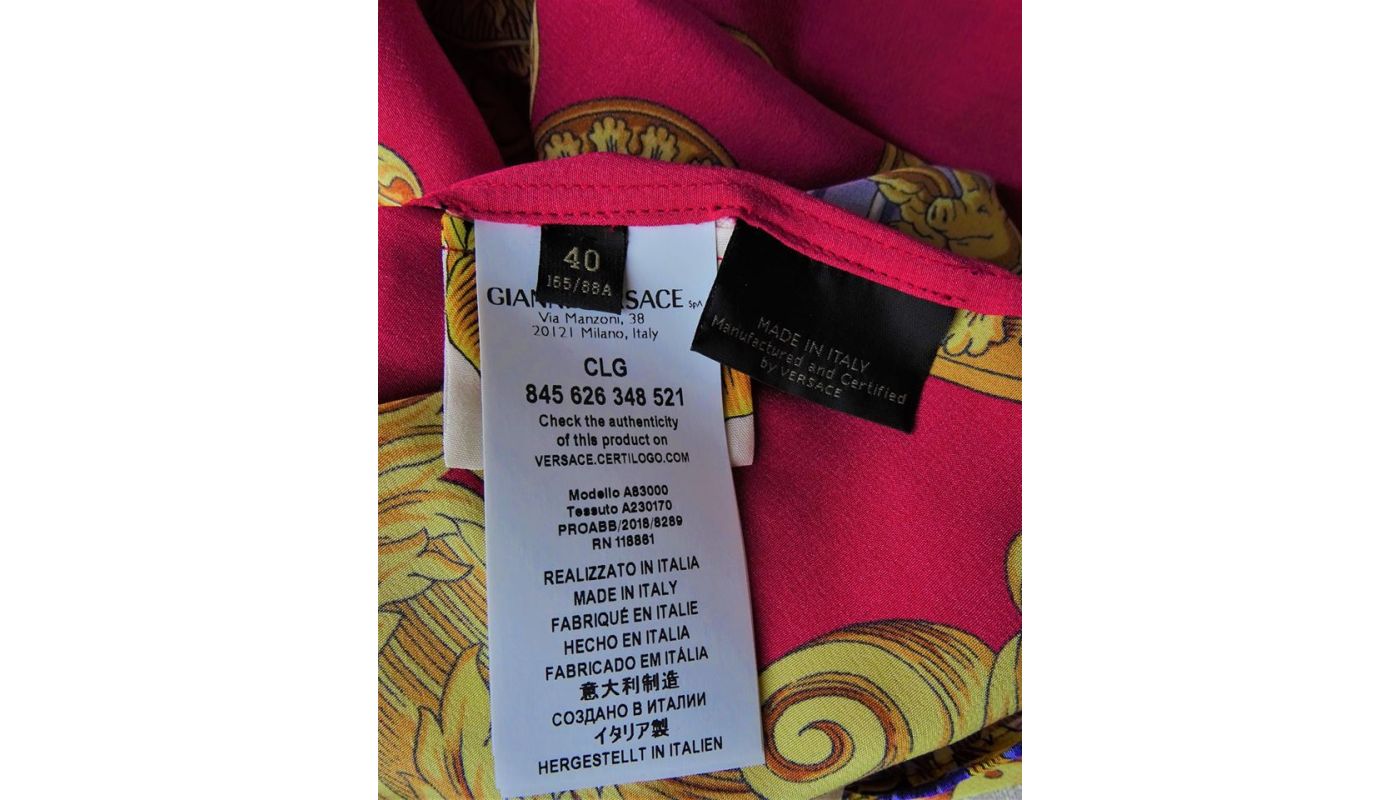 40
165/88A
SpA
Via Manzoni, 38
20121 Milano, Italy
CLG
845 626 348 521
Check the authenticity
of this product on
VERSACE.CERTILOGO.COM
Modello A83000
Tessuto A230170
PROABB/2018/8289
RN 118861
REALIZZATO IN ITALIA
MADE IN ITALY
FABRIQUÉ EN ITALIE
HECHO EN ITALIA
FABRICADO EM ITÁLIA
意大利制造
СОЗДАНО В ИТАЛИИ
イタリア製
HERGESTELLT IN ITALIEN
MADE IN ITALY
Manufactured and Certified
by VERSACE